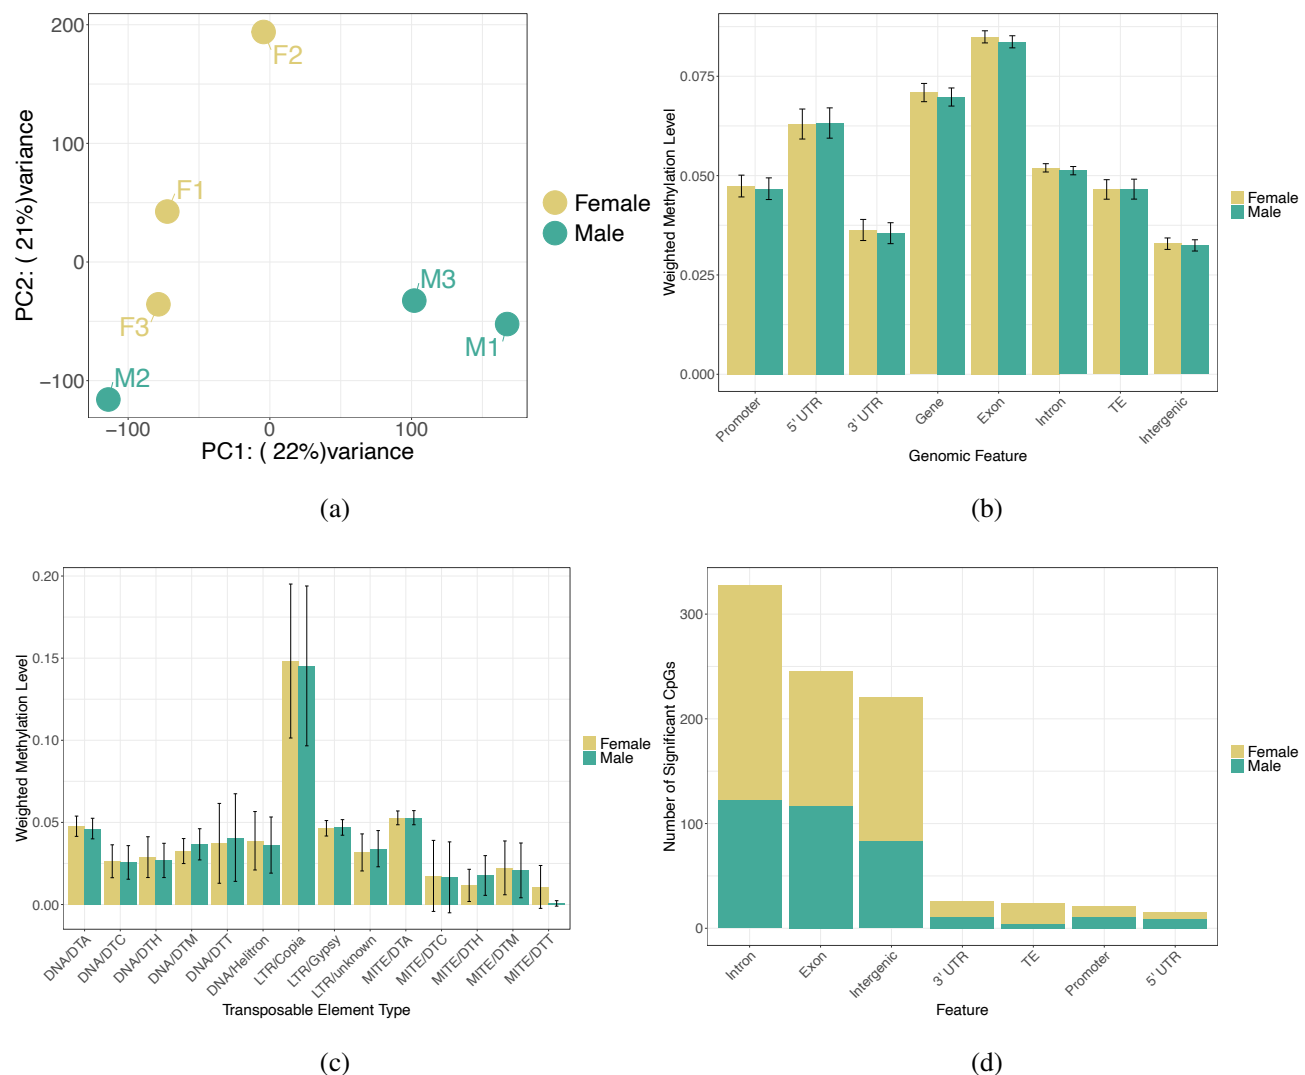 200
100
0
−100
−100
0
100
PC2: ( 21%)variance
PC1: ( 22%)variance
F2
F1
F3
M3
M1
M2
Female
Male
(a)
0.075
0.050
0.025
0.000
Weighted Methylation Level
Promoter
5' UTR
3' UTR
Gene
Exon
Intron
TE
Intergenic
Genomic Feature
Female
Male
(b)
0.20
0.15
0.10
0.05
0.00
Weighted Methylation Level
DNA/DTA
DNA/DTC
DNA/DTH
DNA/DTM
DNA/DTT
DNA/Helitron
LTR/Copia
LTR/Gypsy
LTR/unknown
MITE/DTA
MITE/DTC
MITE/DTH
MITE/DTM
MITE/DTT
Transposable Element Type
Female
Male
(c)
300
200
100
0
Number of Significant CpGs
Intron
Exon
Intergenic
3' UTR
TE
Promoter
5' UTR
Feature
Female
Male
(d)